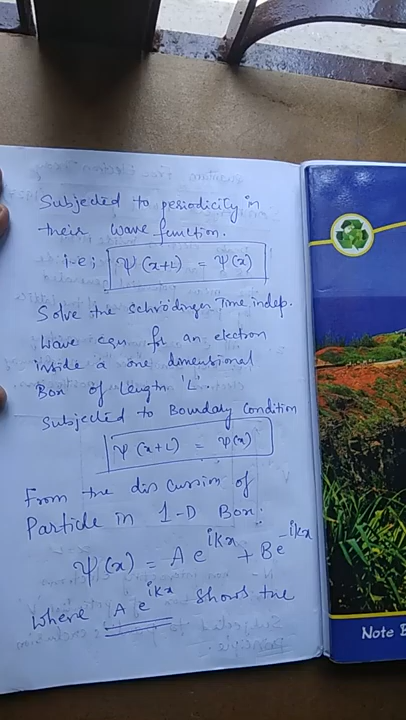 Subjected to periodicity in
their wave function.
i.e; ψ(x+L) = ψ(x)
Solve the Schrödinger Time indep.
wave eqn for an electron
inside a one dimensional
Box of length 'L'.
Subjected to Boundary Condition
ψ(x+L) = ψ(x)
From the discussion of
Particle in 1-D Box.
ψ(x) = A e^{ikx} + B e^{-ikx}
where A e^{ikx} shows the
Note B